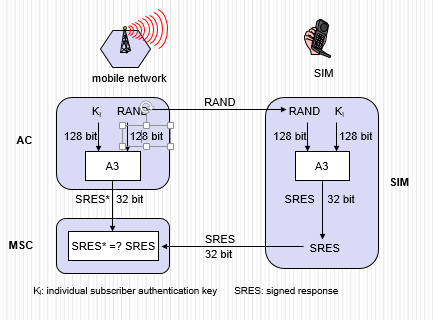 mobile network
SIM
RAND
Ki RAND
RAND Ki
128 bit 128 bit
128 bit 128 bit
AC
A3
A3
SIM
SRES* 32 bit
SRES 32 bit
MSC
SRES* =? SRES
SRES
32 bit
SRES
Ki: individual subscriber authentication key SRES: signed response